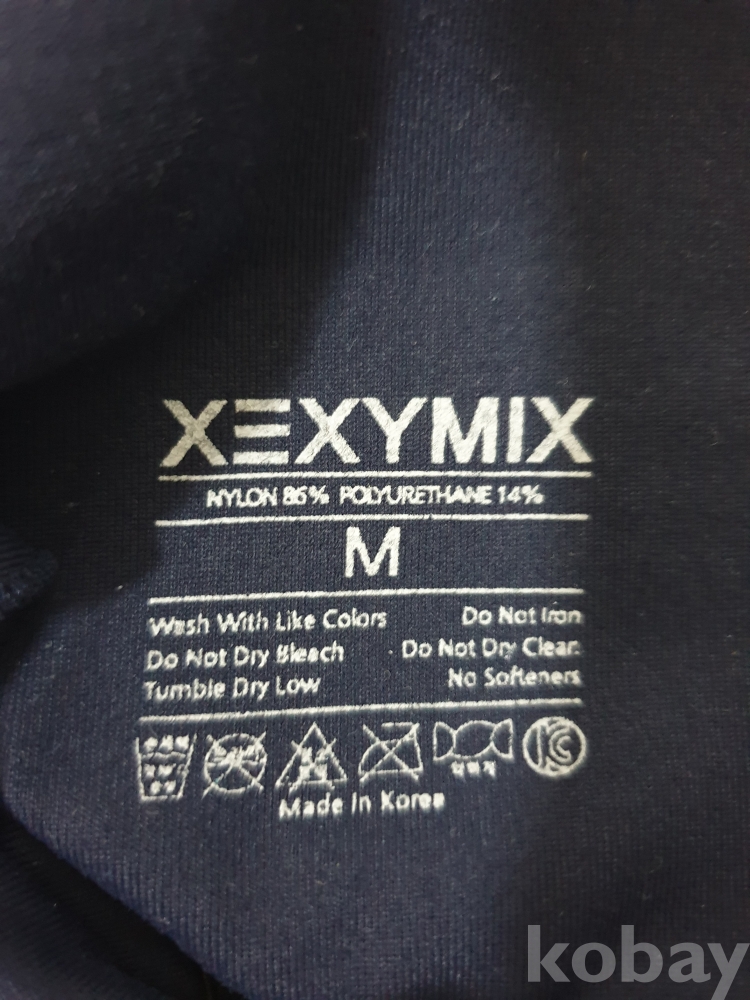 XEXYMIX
NYLON 86% POLYURETHANE 14%
M
Wash With Like Colors
Do Not Iron
Do Not Dry Bleach
Do Not Dry Clean
Tumble Dry Low
No Softeners
Made In Korea
kobay